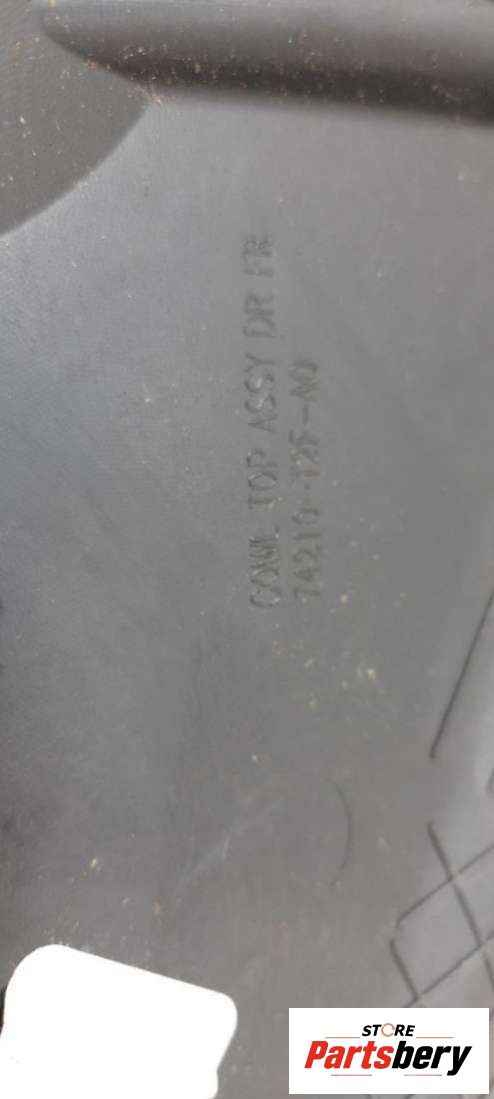 COWL TOP ASSY DR FR
74210-T2F-A0
STORE
Partsbery